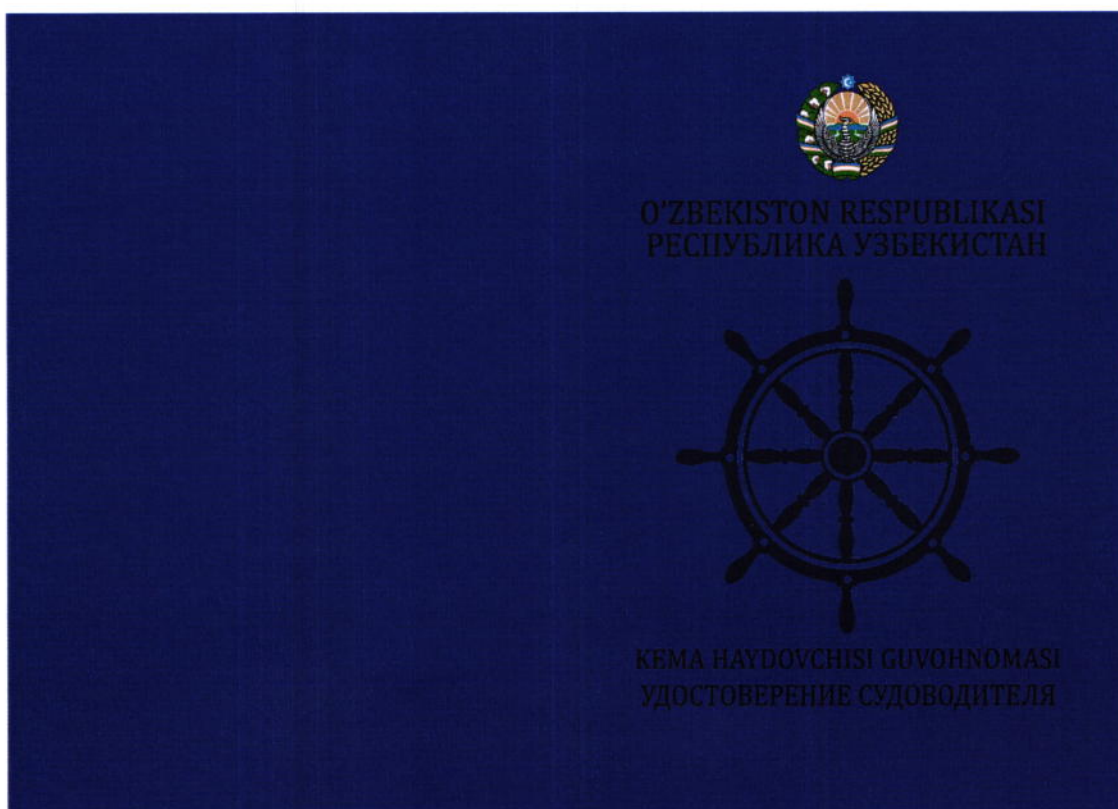 O'ZBEKISTON RESPUBLIKASI
РЕСПУБЛИКА УЗБЕКИСТАН
KEMA HAYDOVCHISI GUVOHNOMASI
УДОСТОВЕРЕНИЕ СУДОВОДИТЕЛЯ